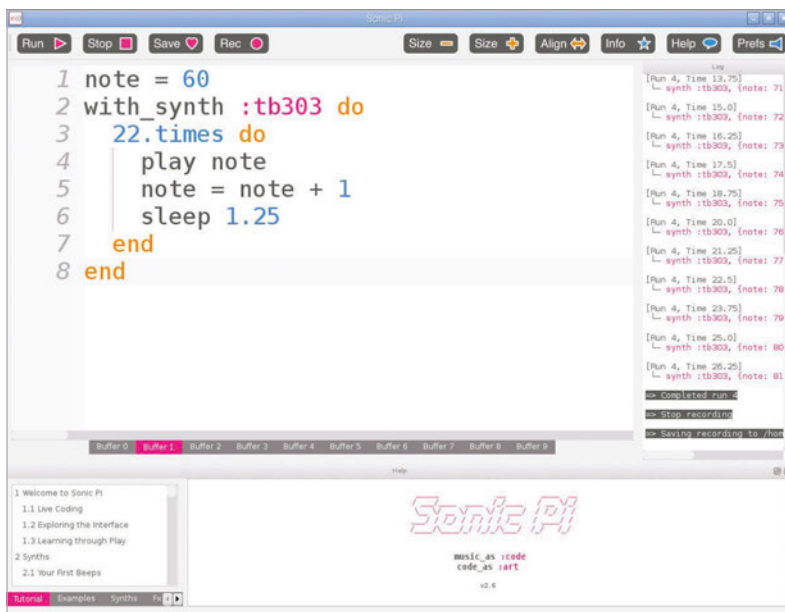 Sonic Pi
Run Stop Save Rec Size Size Align Info Help Prefs
1 note = 60
2 with_synth :tb303 do
3 22.times do
4 play note
5 note = note + 1
6 sleep 1.25
7 end
8 end
Log
[Run 4, Time 13.75]
└─ synth :tb303, {note: 71
[Run 4, Time 15.0]
└─ synth :tb303, {note: 72
[Run 4, Time 16.25]
└─ synth :tb303, {note: 73
[Run 4, Time 17.5]
└─ synth :tb303, {note: 74
[Run 4, Time 18.75]
└─ synth :tb303, {note: 75
[Run 4, Time 20.0]
└─ synth :tb303, {note: 76
[Run 4, Time 21.25]
└─ synth :tb303, {note: 77
[Run 4, Time 22.5]
└─ synth :tb303, {note: 78
[Run 4, Time 23.75]
└─ synth :tb303, {note: 79
[Run 4, Time 25.0]
└─ synth :tb303, {note: 80
[Run 4, Time 26.25]
└─ synth :tb303, {note: 81
=> Completed run 4
=> Stop recording
=> Saving recording to /hom
Buffer 0 Buffer 1 Buffer 2 Buffer 3 Buffer 4 Buffer 5 Buffer 6 Buffer 7 Buffer 8 Buffer 9
Help
1 Welcome to Sonic Pi
1.1 Live Coding
1.2 Exploring the Interface
1.3 Learning through Play
2 Synths
2.1 Your First Beeps
Tutorial Examples Synths Fx
Sonic Pi
music_as :code
code_as :art
v2.6